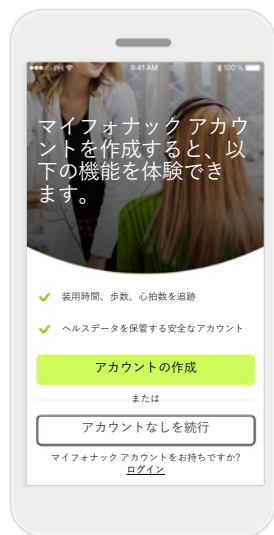 PH 9:41 AM 100%
マイフォナック アカウ
ントを作成すると、以
下の機能を体験でき
ます。
装用時間、歩数、心拍数を追跡
ヘルスデータを保管する安全なアカウント
アカウントの作成
または
アカウントなしを続行
マイフォナック アカウントをお持ちですか?
ログイン